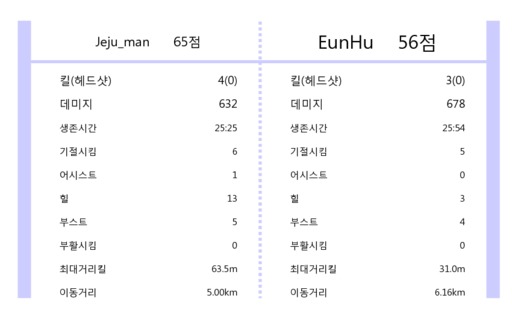 Jeju_man 65점
킬(헤드샷) 4(0)
데미지 632
생존시간 25:25
기절시킴 6
어시스트 1
힐 13
부스트 5
부활시킴 0
최대거리킬 63.5m
이동거리 5.00km
EunHu 56점
킬(헤드샷) 3(0)
데미지 678
생존시간 25:54
기절시킴 5
어시스트 0
힐 3
부스트 4
부활시킴 0
최대거리킬 31.0m
이동거리 6.16km